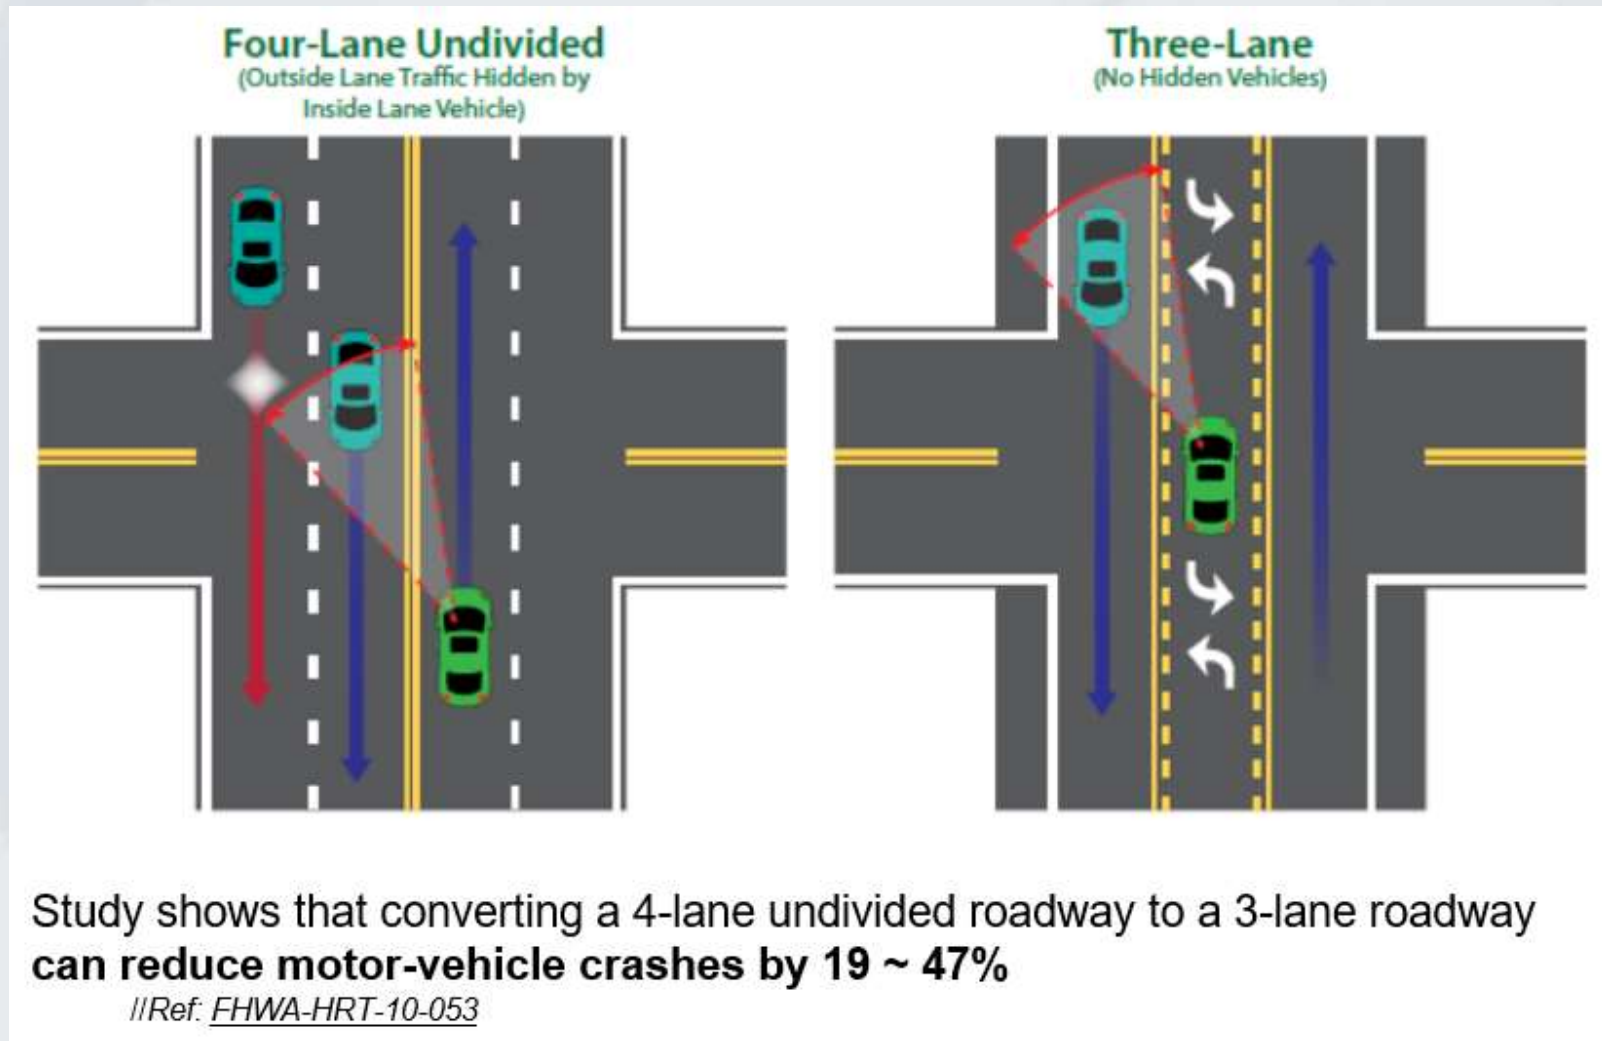 Four-Lane Undivided
(Outside Lane Traffic Hidden by
Inside Lane Vehicle)
Three-Lane
(No Hidden Vehicles)
Study shows that converting a 4-lane undivided roadway to a 3-lane roadway
can reduce motor-vehicle crashes by 19 ~ 47%
//Ref: FHWA-HRT-10-053